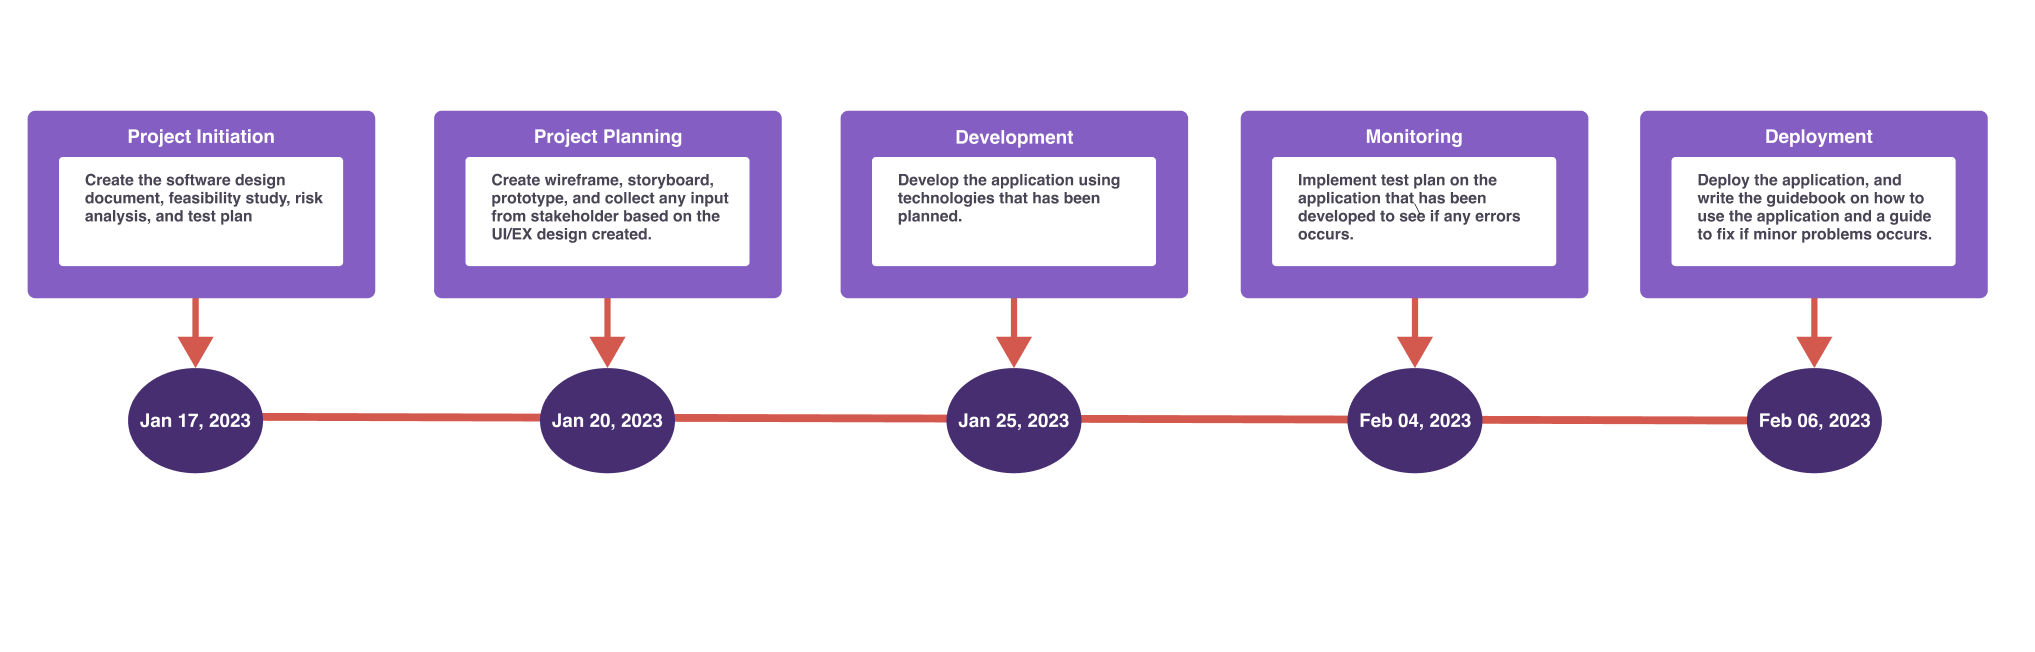 Project Initiation
Create the software design
document, feasibility study, risk
analysis, and test plan
Project Planning
Create wireframe, storyboard,
prototype, and collect any input
from stakeholder based on the
UI/EX design created.
Development
Develop the application using
technologies that has been
planned.
Monitoring
Implement test plan on the
application that has been
developed to see if any errors
occurs.
Deployment
Deploy the application, and
write the guidebook on how to
use the application and a guide
to fix if minor problems occurs.
Jan 17, 2023
Jan 20, 2023
Jan 25, 2023
Feb 04, 2023
Feb 06, 2023